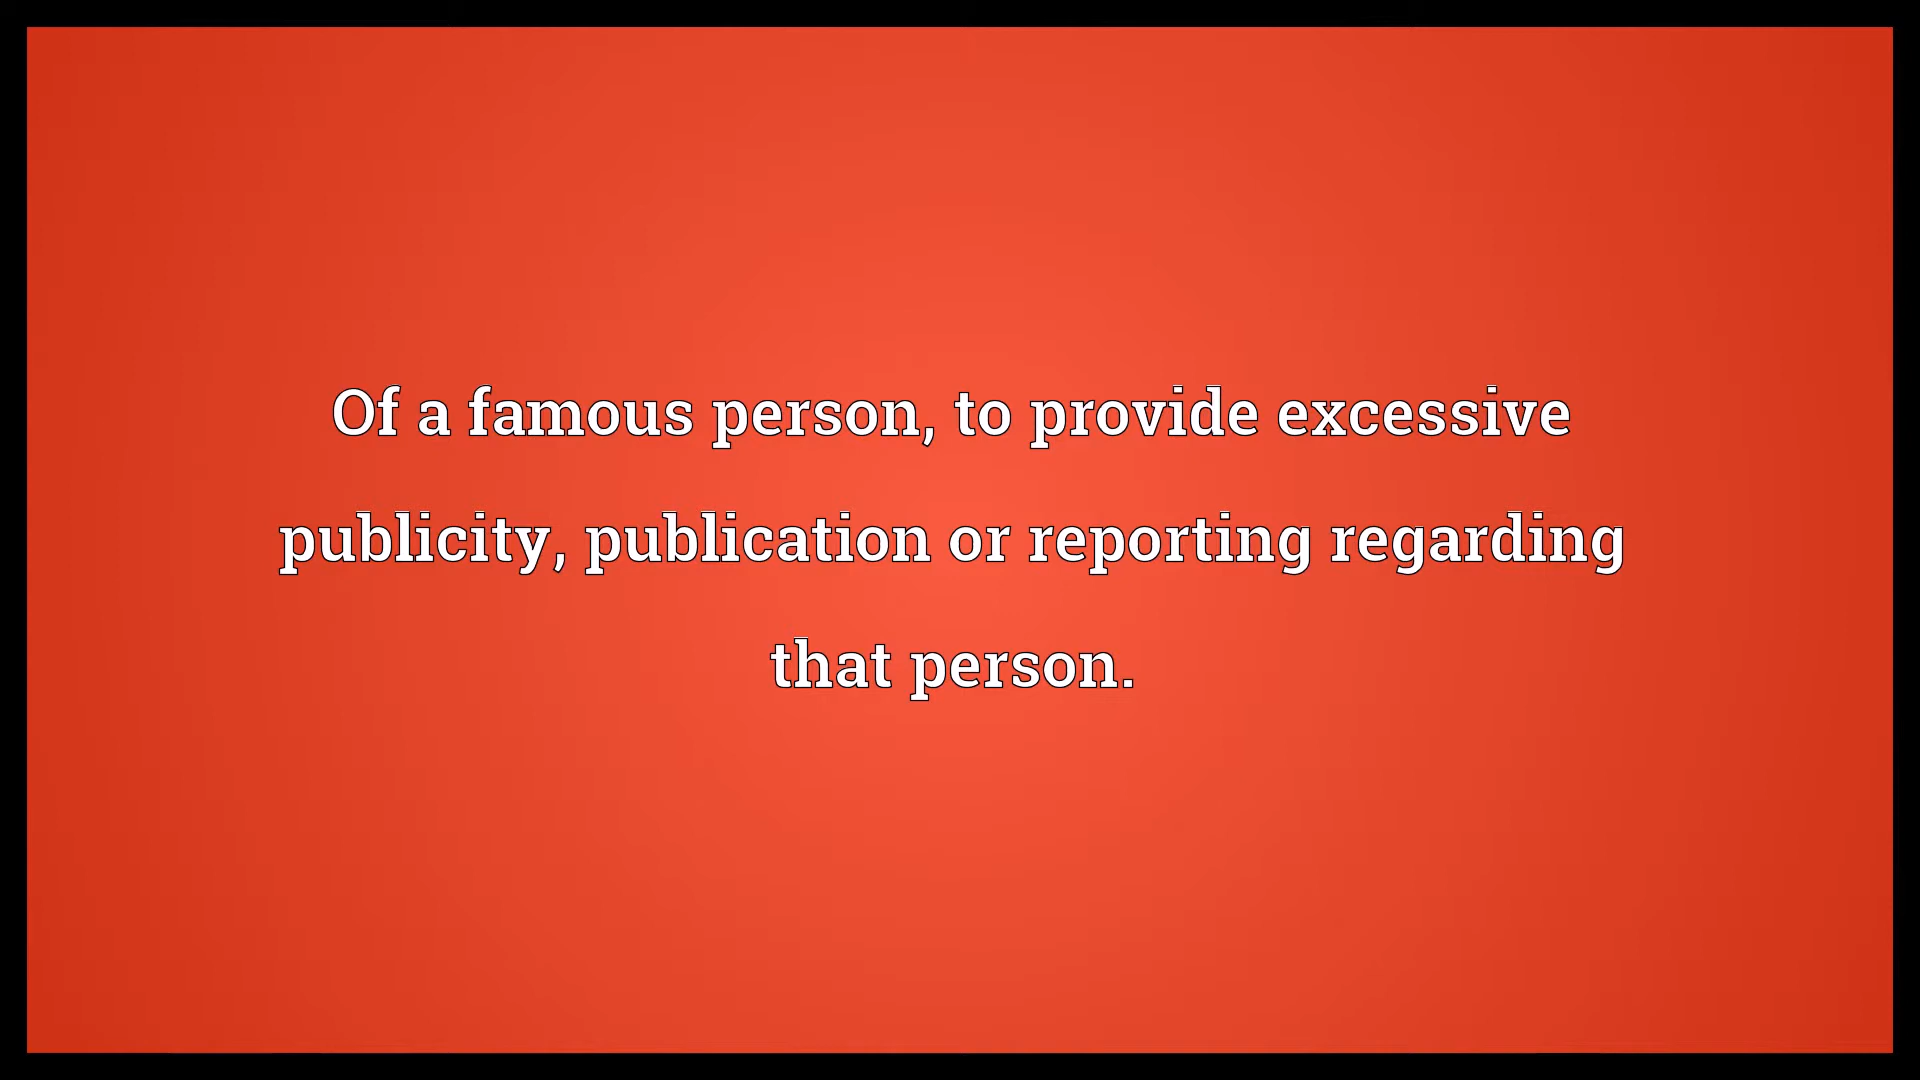 Of a famous person, to provide excessive
publicity, publication or reporting regarding
that person.